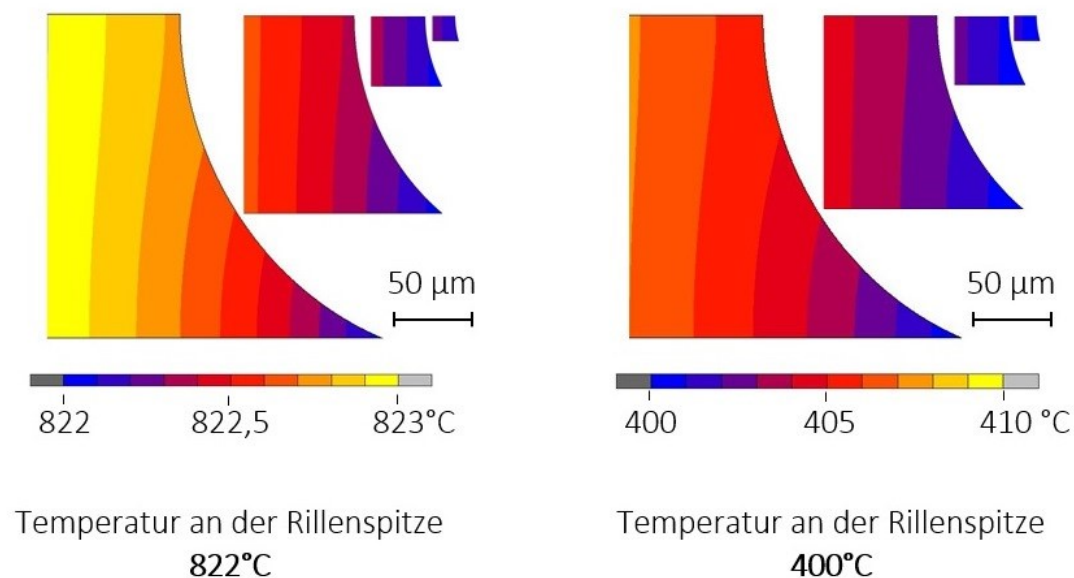 50 µm
50 µm
822 822,5 823°C
400 405 410 °C
Temperatur an der Rillenspitze
822°C
Temperatur an der Rillenspitze
400°C